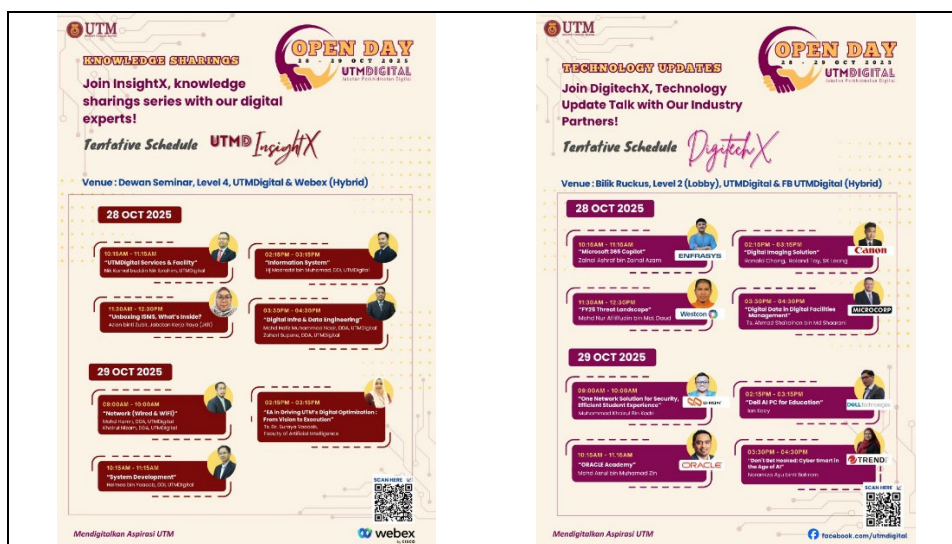 UTM
OPEN DAY
28 - 29 OCT 2025
UTMDIGITAL
KNOWLEDGE SHARINGS
Join InsightX, knowledge
sharings series with our digital
experts!
Tentative Schedule UTMD InsightX
Venue : Dewan Seminar, Level 4, UTMDigital & Webex (Hybrid)
28 OCT 2025
10:15AM - 11:15AM
"UTMDigital Services & Facility"
02:15PM - 03:15PM
"Information System"
11:30AM - 12:30PM
"Unboxing ISMS, What's Inside?"
03:30PM - 04:30PM
"Digital Infra & Data Engineering"
29 OCT 2025
09:00AM - 10:00AM
"Network (Wired & WiFi)"
02:15PM - 03:15PM
"EA in Driving UTM's Digital Optimization :
From Vision to Execution"
Faculty of Artificial Intelligence
10:15AM - 11:15AM
"System Development"
SCAN HERE
Mendigitalkan Aspirasi UTM
webex
by CISCO
UTM
OPEN DAY
28 - 29 OCT 2025
UTMDIGITAL
TECHNOLOGY UPDATES
Join DigitechX, Technology
Update Talk with Our Industry
Partners!
Tentative Schedule DigitechX
Venue : Bilik Ruckus, Level 2 (Lobby), UTMDigital & FB UTMDigital (Hybrid)
28 OCT 2025
10:15AM - 11:15AM
"Microsoft 365 Copilot"
Zainal Ashraf bin Zainal Azam
ENFRASYS
02:15PM - 03:15PM
"Digital Imaging Solution"
Canon
11:30AM - 12:30PM
"FY25 Threat Landscape"
Westcon
03:30PM - 04:30PM
"Digital Data in Digital Facilities
Management"
MICROCORP
29 OCT 2025
09:00AM - 10:00AM
"One Network Solution for Security,
Efficient Student Experience"
02:15PM - 03:15PM
"Dell AI PC for Education"
DELL Technologies
10:15AM - 11:15AM
"ORACLE Academy"
ORACLE
03:30PM - 04:30PM
"Don't Get Hooked: Cyber Smart in
the Age of AI"
TREND
SCAN HERE
Mendigitalkan Aspirasi UTM
facebook.com/utmdigital